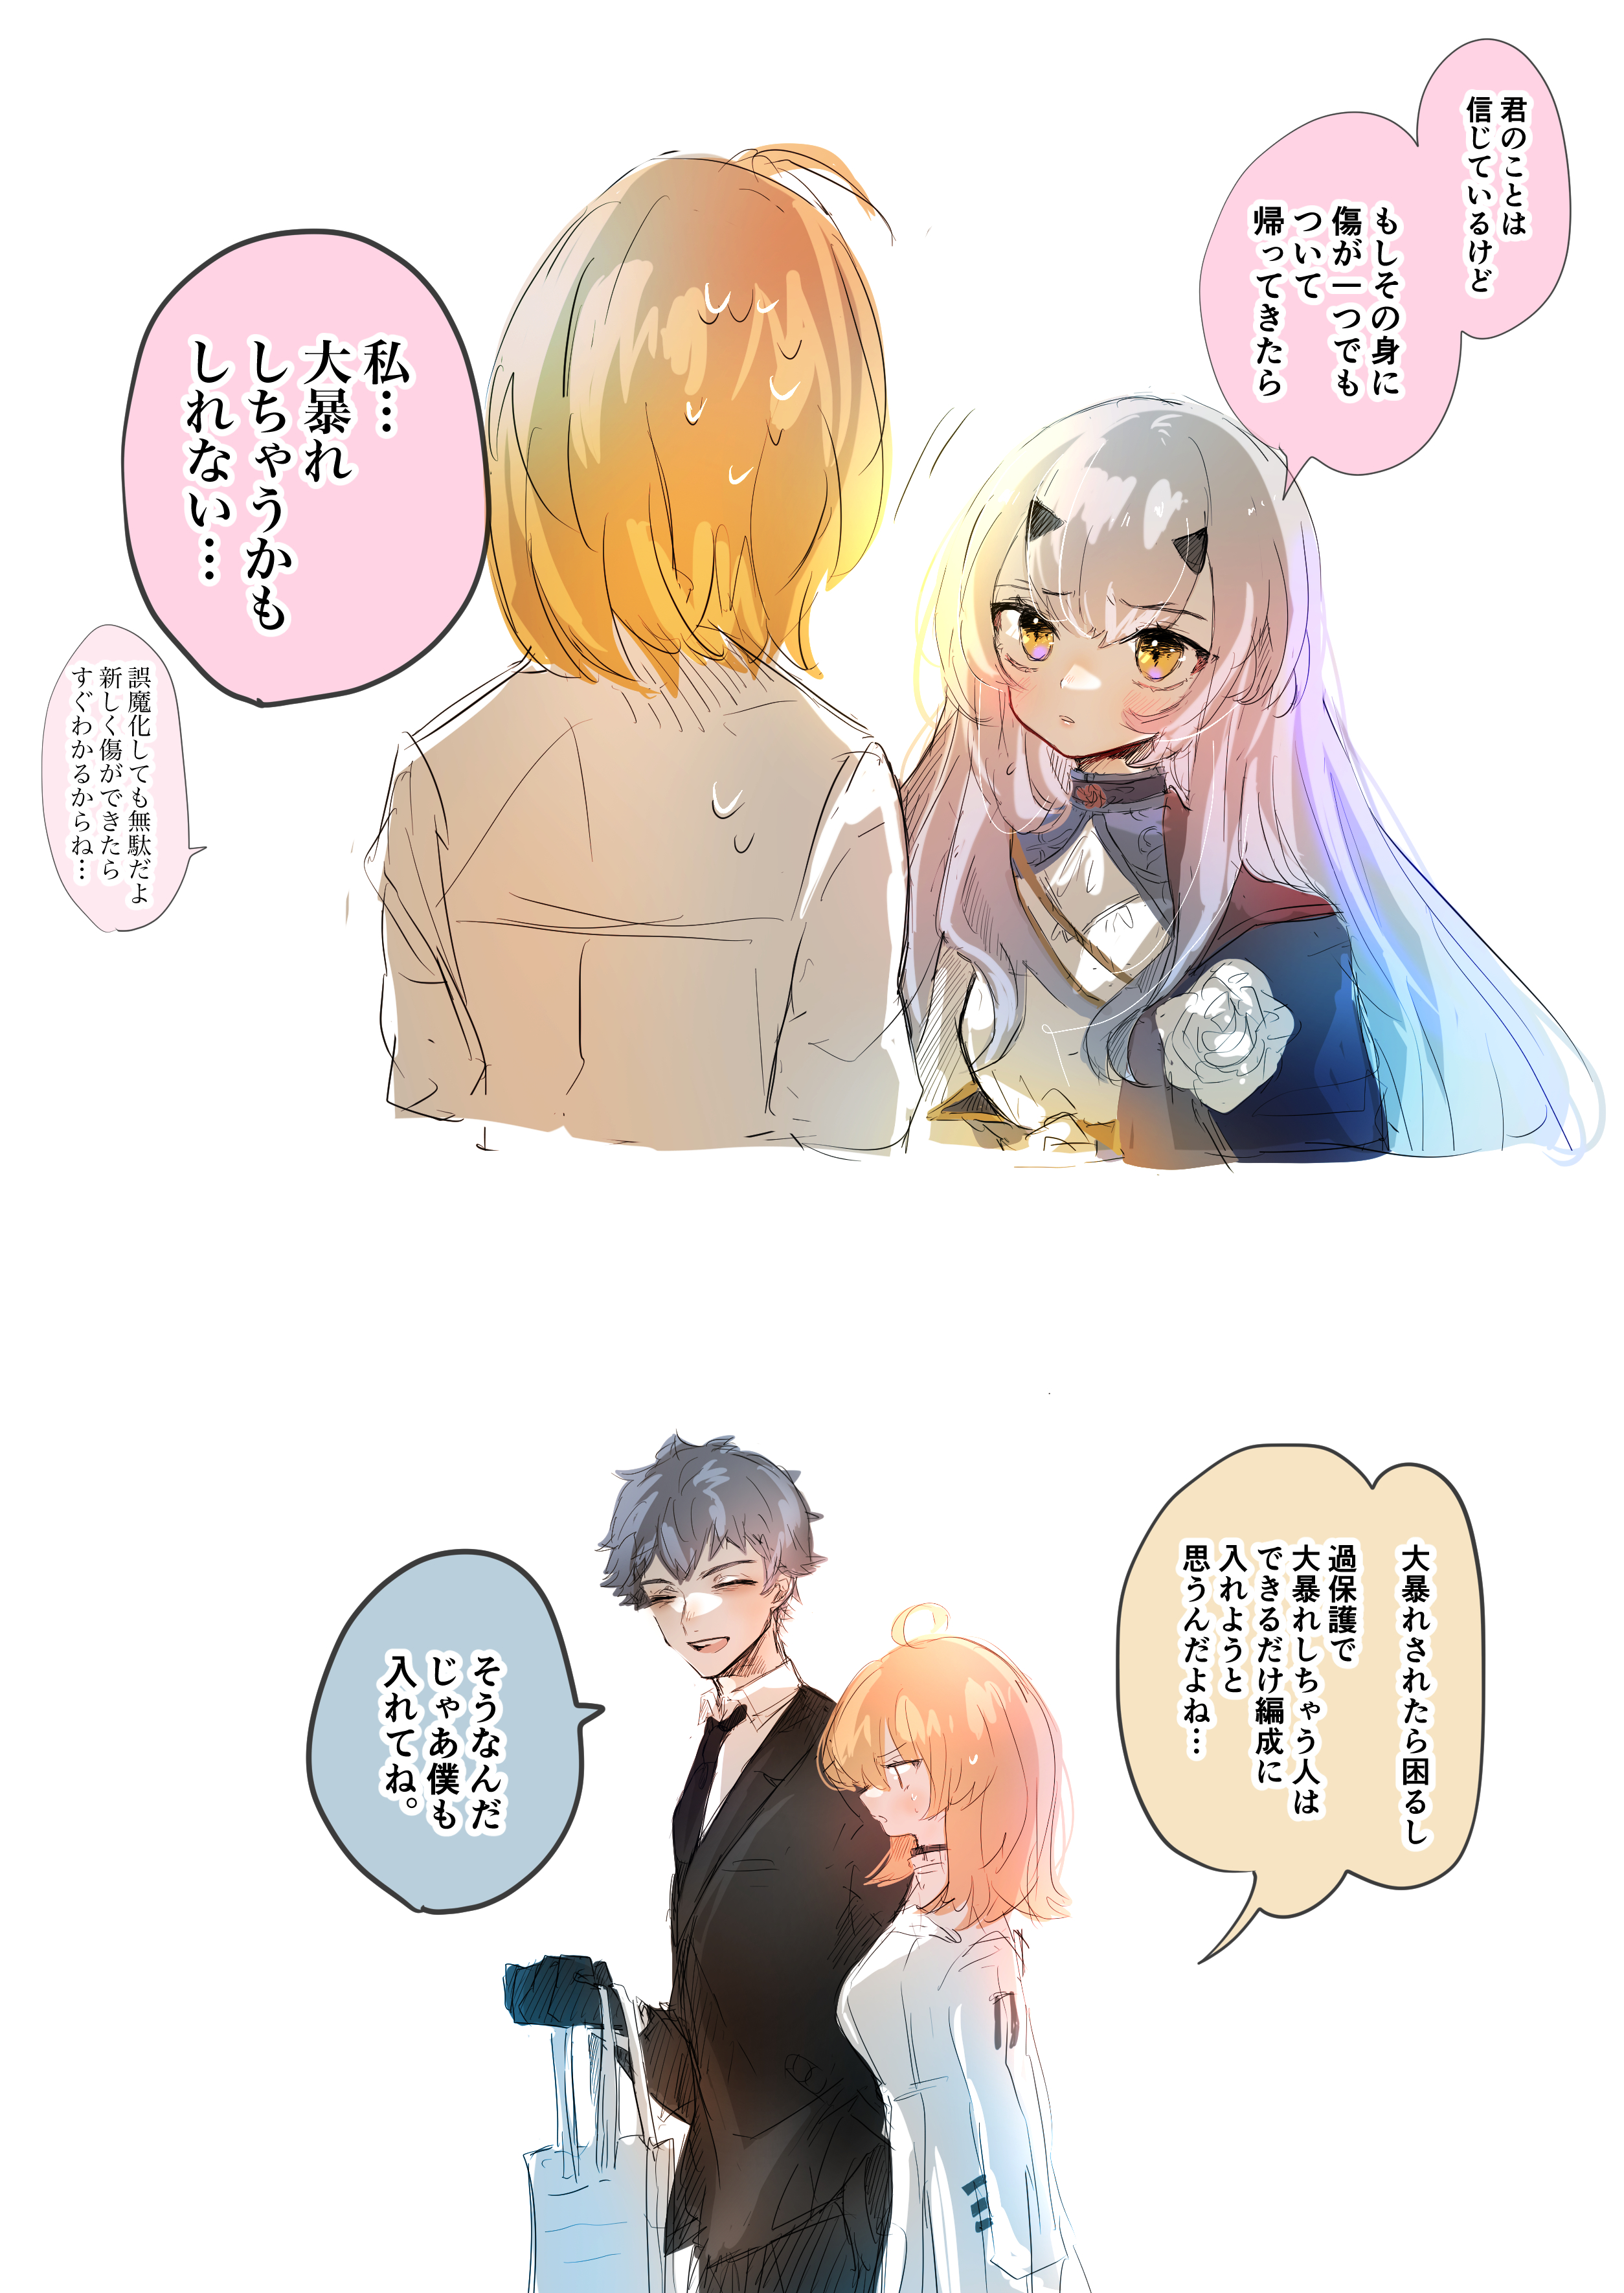 君のことは
信じているけど
もしその身に
傷が一つでも
ついて
帰ってきたら
私…
大暴れ
しちゃうかも
しれない…
誤魔化しても無駄だよ
新しく傷ができたら
すぐわかるからね…
大暴れされたら困るし
過保護で
大暴れしちゃう人は
できるだけ編成に
入れようと
思うんだよね…
そうなんだ
じゃあ僕も
入れてね。